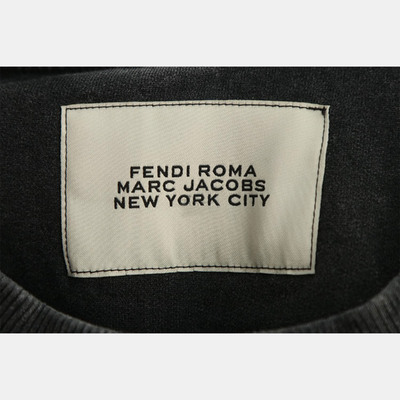 FENDI ROMA
MARC JACOBS
NEW YORK CITY